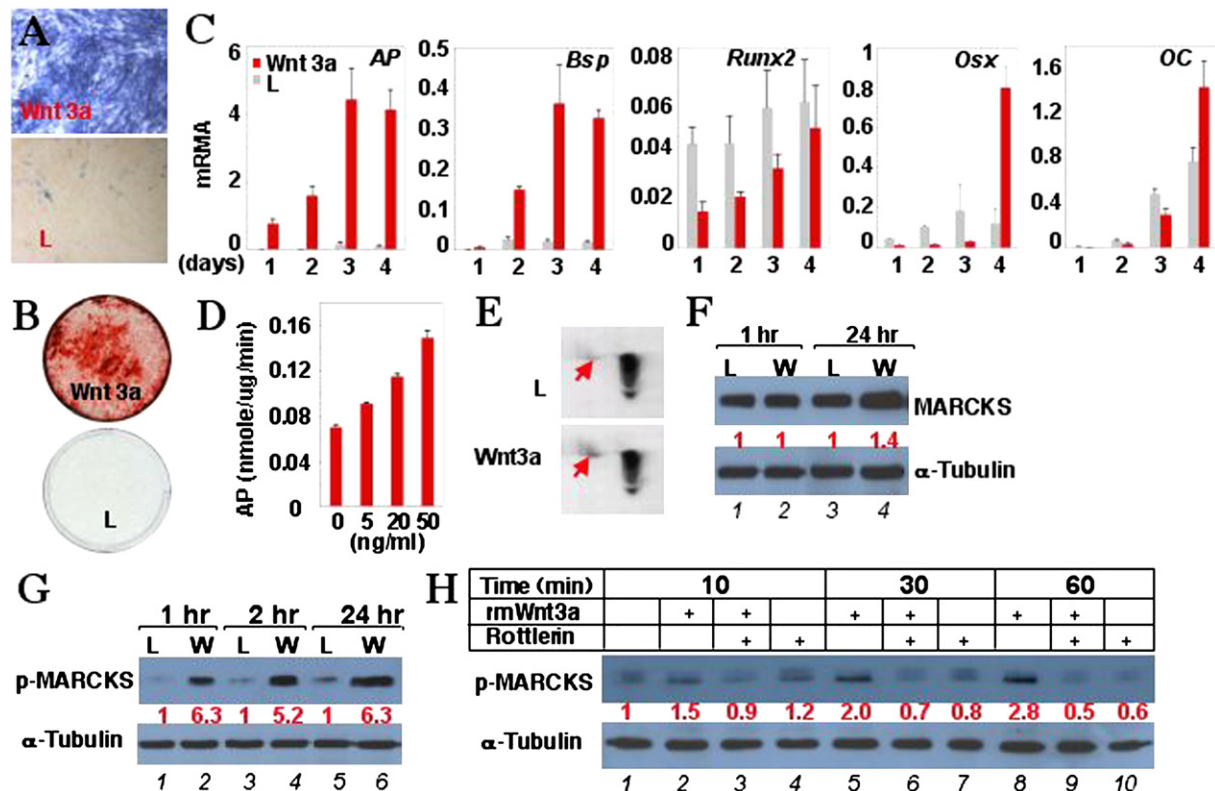 A
Wnt 3a
L
B
Wnt 3a
L
C
mRMA
Wnt 3a
L
AP
6
4
2
0
(days)
1 2 3 4
Bsp
0.5
0.4
0.3
0.2
0.1
0
1 2 3 4
Runx2
0.08
0.06
0.04
0.02
0
1 2 3 4
Osx
1
0.8
0.6
0.4
0.2
0
1 2 3 4
OC
1.6
1.2
0.8
0.4
0
1 2 3 4
D
AP (nmole/ug/min)
0.16
0.12
0.08
0.04
0
0 5 20 50
(ng/ml)
E
L
Wnt3a
F
1 hr 24 hr
L W L W
MARCKS
1 1 1 1.4
α-Tubulin
1 2 3 4
G
1 hr 2 hr 24 hr
L W L W L W
p-MARCKS
1 6.3 1 5.2 1 6.3
α-Tubulin
1 2 3 4 5 6
H
Time (min) 10 30 60
rmWnt3a + + + + + +
Rottlerin + + + + + +
p-MARCKS
1 1.5 0.9 1.2 2.0 0.7 0.8 2.8 0.5 0.6
α-Tubulin
1 2 3 4 5 6 7 8 9 10